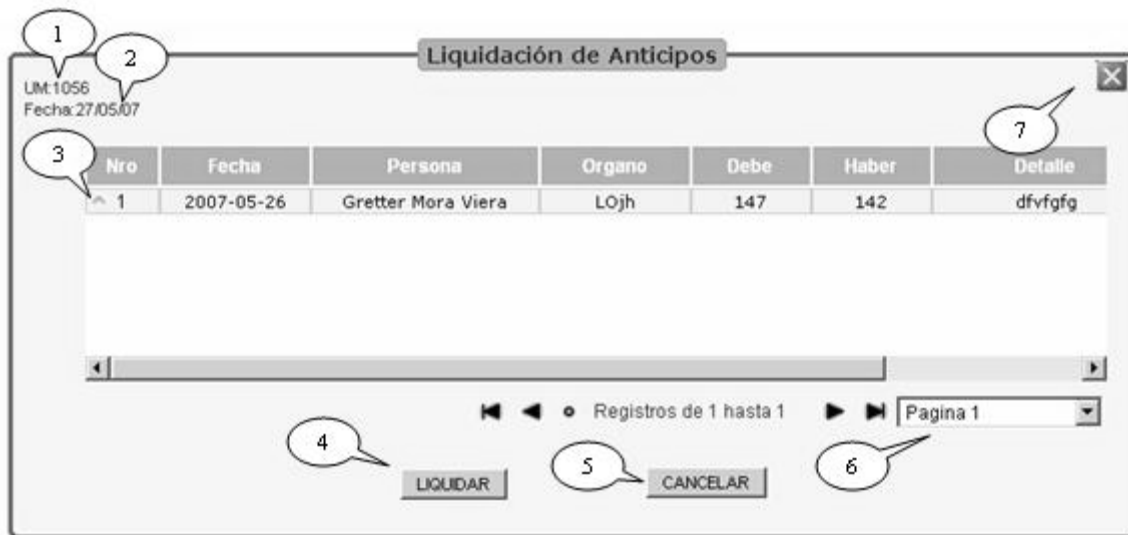 1
2
Liquidación de Anticipos
UM:1056
Fecha:27/05/07
7
3
Nro Fecha Persona Organo Debe Haber Detalle
1 2007-05-26 Gretter Mora Viera LOjh 147 142 dfvfgfg
Registros de 1 hasta 1 Pagina 1
4
5
6
LIQUIDAR CANCELAR